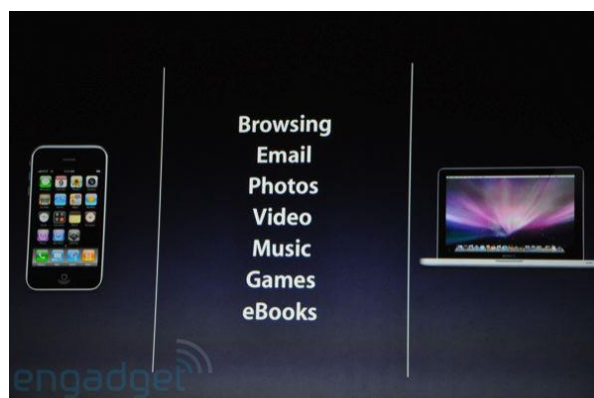 Browsing
Email
Photos
Video
Music
Games
eBooks
engadget